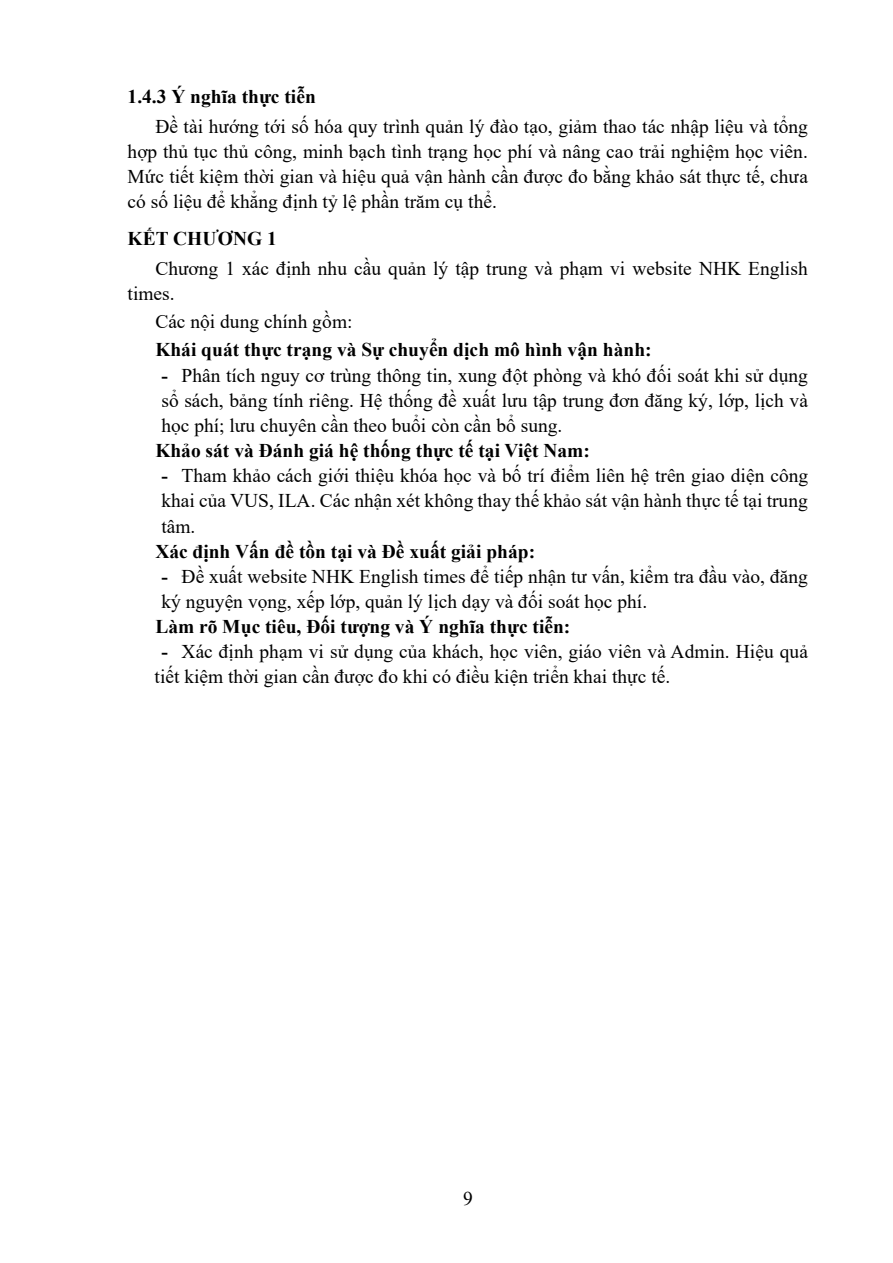 1.4.3 Ý nghĩa thực tiễn
Đề tài hướng tới số hóa quy trình quản lý đào tạo, giảm thao tác nhập liệu và tổng
hợp thủ tục thủ công, minh bạch tình trạng học phí và nâng cao trải nghiệm học viên.
Mức tiết kiệm thời gian và hiệu quả vận hành cần được đo bằng khảo sát thực tế, chưa
có số liệu để khẳng định tỷ lệ phần trăm cụ thể.
KẾT CHƯƠNG 1
Chương 1 xác định nhu cầu quản lý tập trung và phạm vi website NHK English
times.
Các nội dung chính gồm:
Khái quát thực trạng và Sự chuyển dịch mô hình vận hành:
- Phân tích nguy cơ trùng thông tin, xung đột phòng và khó đối soát khi sử dụng
sổ sách, bảng tính riêng. Hệ thống đề xuất lưu tập trung đơn đăng ký, lớp, lịch và
học phí; lưu chuyên cần theo buổi còn cần bổ sung.
Khảo sát và Đánh giá hệ thống thực tế tại Việt Nam:
- Tham khảo cách giới thiệu khóa học và bố trí điểm liên hệ trên giao diện công
khai của VUS, ILA. Các nhận xét không thay thế khảo sát vận hành thực tế tại trung
tâm.
Xác định Vấn đề tồn tại và Đề xuất giải pháp:
- Đề xuất website NHK English times để tiếp nhận tư vấn, kiểm tra đầu vào, đăng
ký nguyện vọng, xếp lớp, quản lý lịch dạy và đối soát học phí.
Làm rõ Mục tiêu, Đối tượng và Ý nghĩa thực tiễn:
- Xác định phạm vi sử dụng của khách, học viên, giáo viên và Admin. Hiệu quả
tiết kiệm thời gian cần được đo khi có điều kiện triển khai thực tế.
9